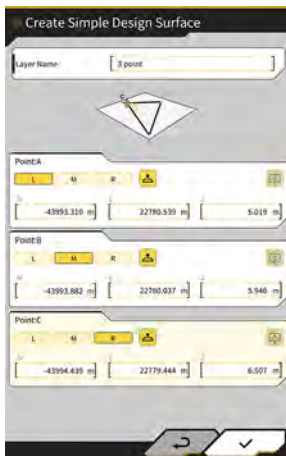 Create Simple Design Surface
Layer Name
3 point
C
Point:A
L M R
-43993.310 m 22780.539 m 5.019 m
Point:B
L M R
-43993.882 m 22780.037 m 5.946 m
Point:C
L M R
-43994.439 m 22779.444 m 6.507 m